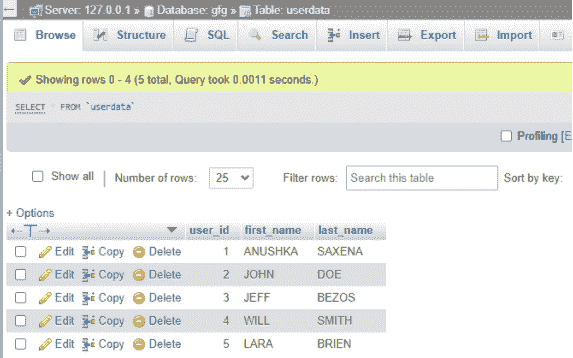 Server: 127.0.0.1 » Database: gfg » Table: userdata
Browse Structure SQL Search Insert Export Import
Showing rows 0 - 4 (5 total, Query took 0.0011 seconds.)
SELECT * FROM `userdata`
Profiling [E
Show all Number of rows: 25 Filter rows: Search this table Sort by key:
+ Options
←T→ user_id first_name last_name
Edit Copy Delete 1 ANUSHKA SAXENA
Edit Copy Delete 2 JOHN DOE
Edit Copy Delete 3 JEFF BEZOS
Edit Copy Delete 4 WILL SMITH
Edit Copy Delete 5 LARA BRIEN